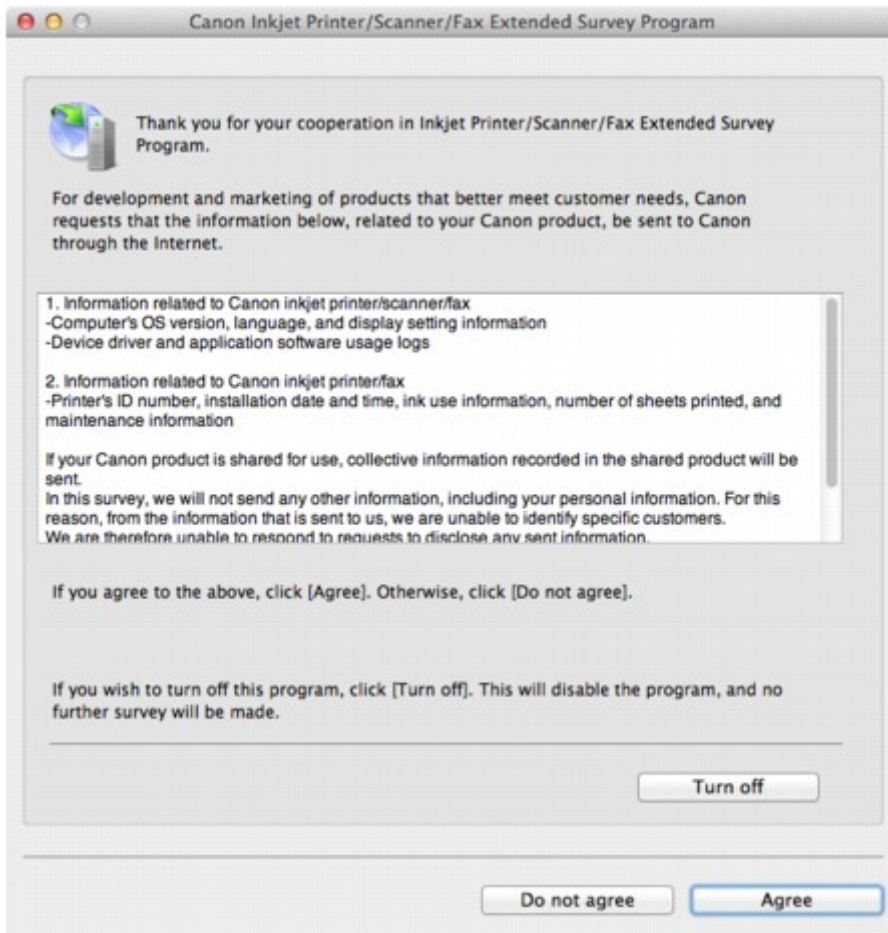 Canon Inkjet Printer/Scanner/Fax Extended Survey Program
Thank you for your cooperation in Inkjet Printer/Scanner/Fax Extended Survey
Program.
For development and marketing of products that better meet customer needs, Canon
requests that the information below, related to your Canon product, be sent to Canon
through the Internet.
1. Information related to Canon inkjet printer/scanner/fax
-Computer's OS version, language, and display setting information
-Device driver and application software usage logs
2. Information related to Canon inkjet printer/fax
-Printer's ID number, installation date and time, ink use information, number of sheets printed, and
maintenance information
If your Canon product is shared for use, collective information recorded in the shared product will be
sent.
In this survey, we will not send any other information, including your personal information. For this
reason, from the information that is sent to us, we are unable to identify specific customers.
We are therefore unable to respond to requests to disclose any sent information.
If you agree to the above, click [Agree]. Otherwise, click [Do not agree].
If you wish to turn off this program, click [Turn off]. This will disable the program, and no
further survey will be made.
Turn off
Do not agree
Agree